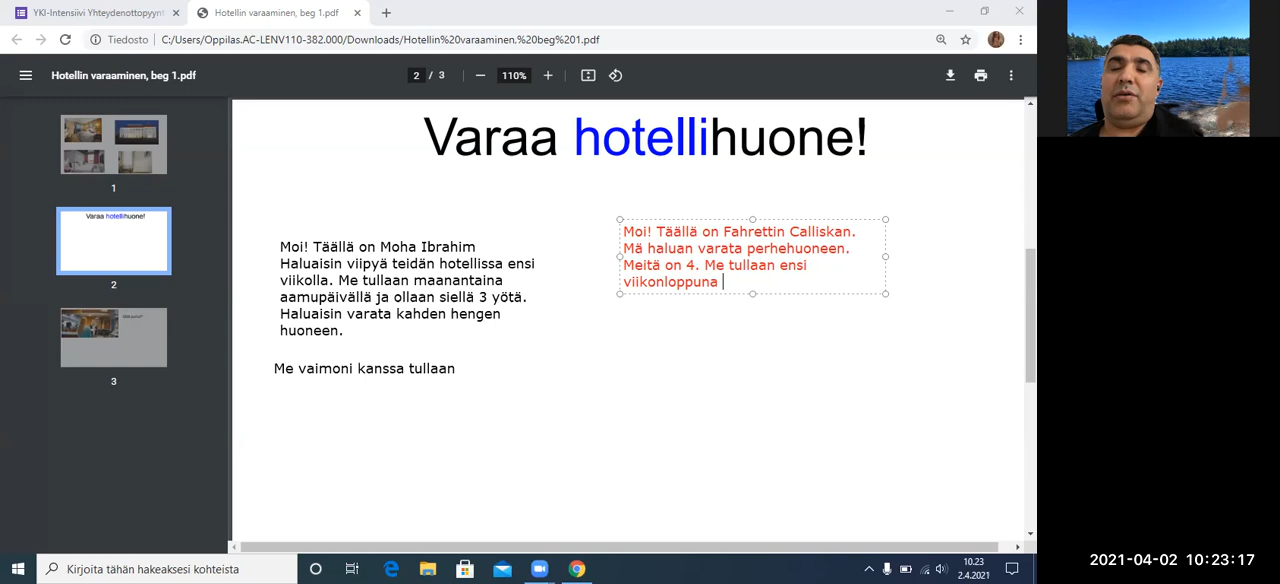 YKI-Intensiivi Yhteydenottopyynt
Hotellin varaaminen, beg 1.pdf
Tiedosto
C:/Users/Oppilas.AC-LENV110-382.000/Downloads/Hotellin%20varaaminen,%20beg%201.pdf
Hotellin varaaminen, beg 1.pdf
2 / 3
110%
Varaa hotellihuone!
1
Varaa hotellihuone!
2
3
Moi! Täällä on Moha Ibrahim
Haluaisin viipyä teidän hotellissa ensi
viikolla. Me tullaan maanantaina
aamupäivällä ja ollaan siellä 3 yötä.
Haluaisin varata kahden hengen
huoneen.
Me vaimoni kanssa tullaan
Moi! Täällä on Fahrettin Calliskan.
Mä haluan varata perhehuoneen.
Meitä on 4. Me tullaan ensi
viikonloppuna
Kirjoita tähän hakeaksesi kohteista
10.23
2.4.2021
2021-04-02 10:23:17